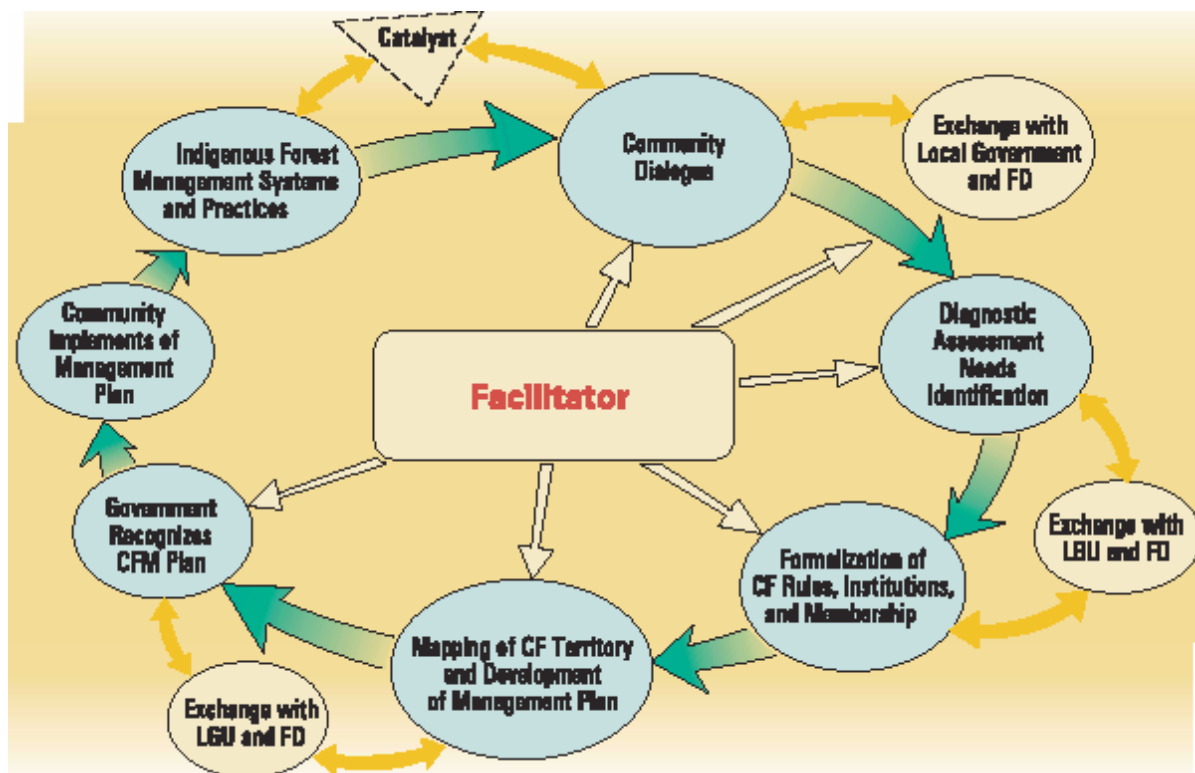 Catalyst
Indigenous Forest
Management Systems
and Practices
Community
Dialogue
Exchange with
Local Government
and FD
Community
Implements of
Management
Plan
Facilitator
Diagnostic
Assessment
Needs
Identification
Government
Recognizes
CFM Plan
Exchange with
LGU and FD
Formalization of
CF Rules, Institutions,
and Membership
Mapping of CF Territory
and Development
of Management Plan
Exchange with
LGU and FD